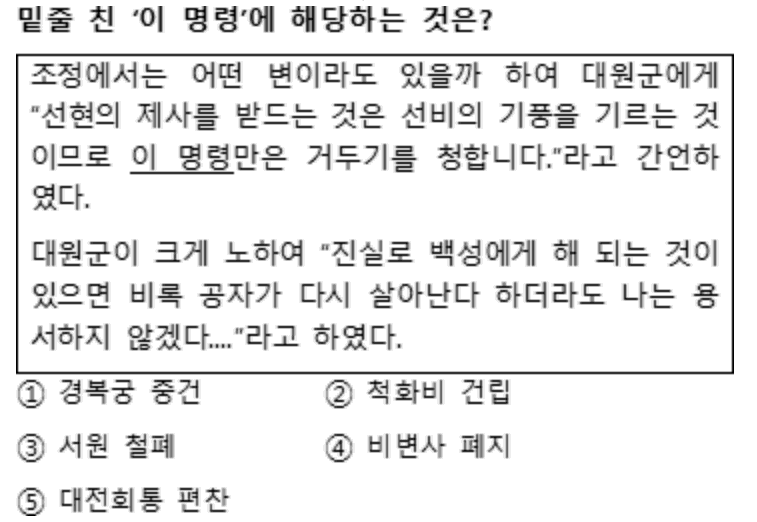 밑줄 친 ‘이 명령’에 해당하는 것은?
조정에서는 어떤 변이라도 있을까 하여 대원군에게
“선현의 제사를 받드는 것은 선비의 기풍을 기르는 것
이므로 이 명령만은 거두기를 청합니다.”라고 간언하
였다.
대원군이 크게 노하여 “진실로 백성에게 해 되는 것이
있으면 비록 공자가 다시 살아난다 하더라도 나는 용
서하지 않겠다....”라고 하였다.
① 경복궁 중건 ② 척화비 건립
③ 서원 철폐 ④ 비변사 폐지
⑤ 대전회통 편찬